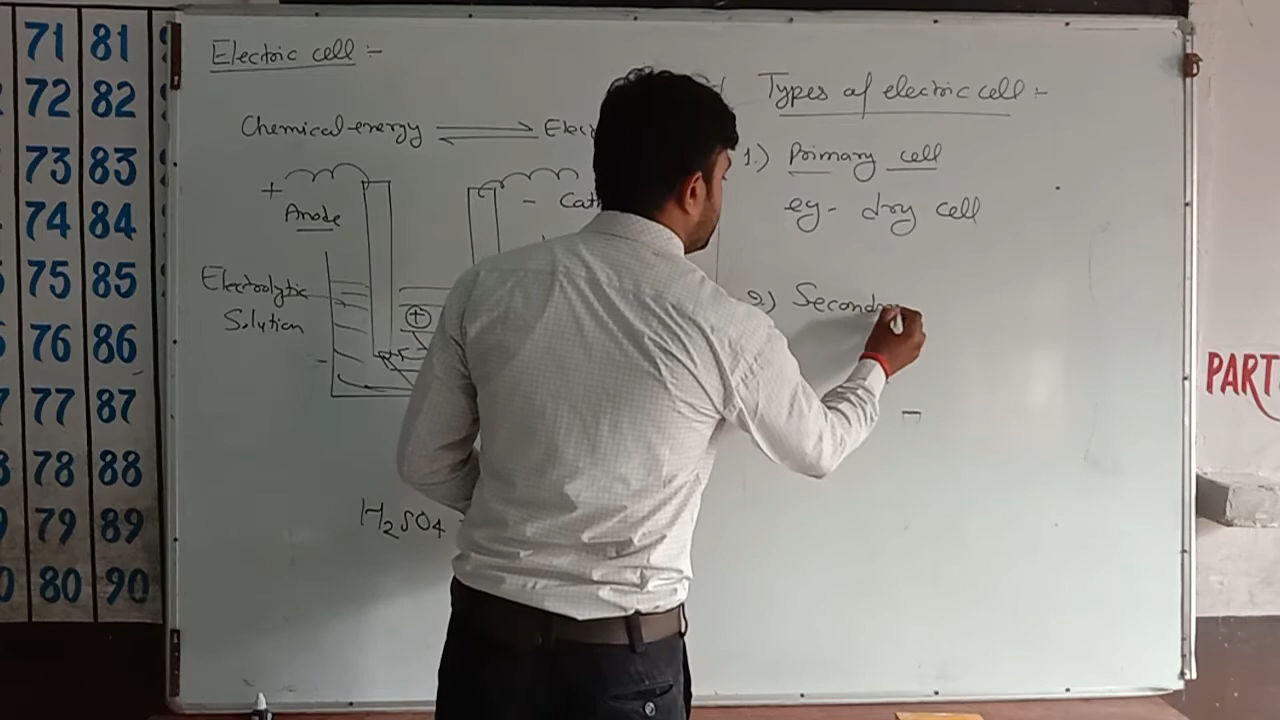 71 81
72 82
73 83
74 84
75 85
76 86
77 87
78 88
79 89
80 90
Electric cell :-
Chemical energy ⇌
+
Anode
-
Electrolytic
Solution
+
H2SO4
Types of electric cell :-
1.) Primary cell
eg- dry cell
2)
PART